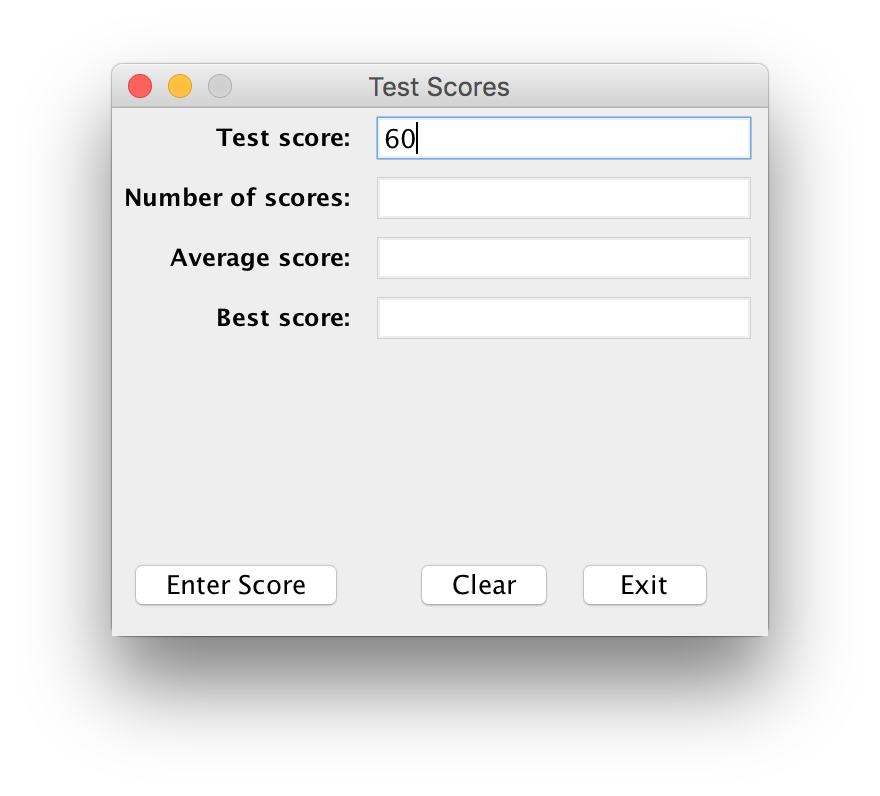 Test Scores
Test score: 60
Number of scores:
Average score:
Best score:
Enter Score Clear Exit